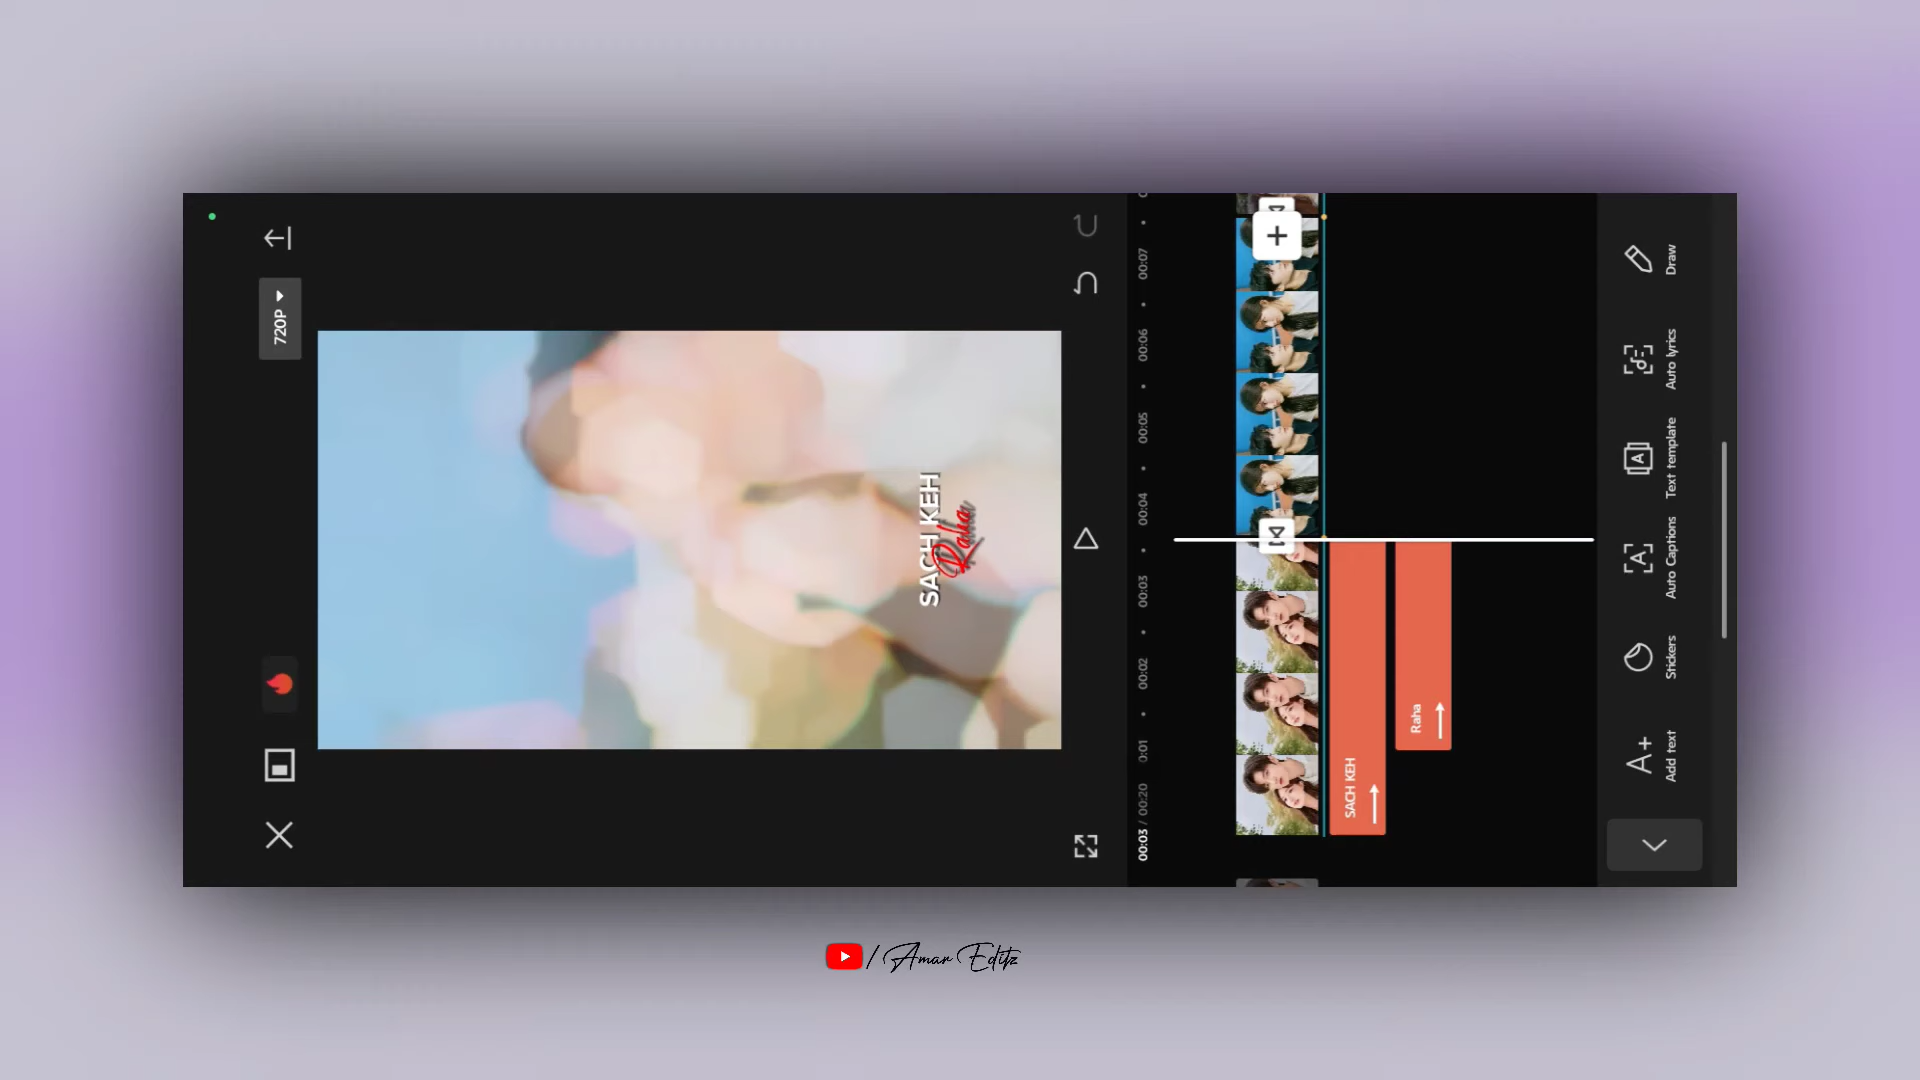 720P
SACH KEH
Raha
00:03 / 00:20
0:01
00:02
00:03
00:04
00:05
00:06
00:07
SACH KEH
Raha
Add text
Stickers
Auto Captions
Text template
Auto lyrics
Draw
/ Amar Editz